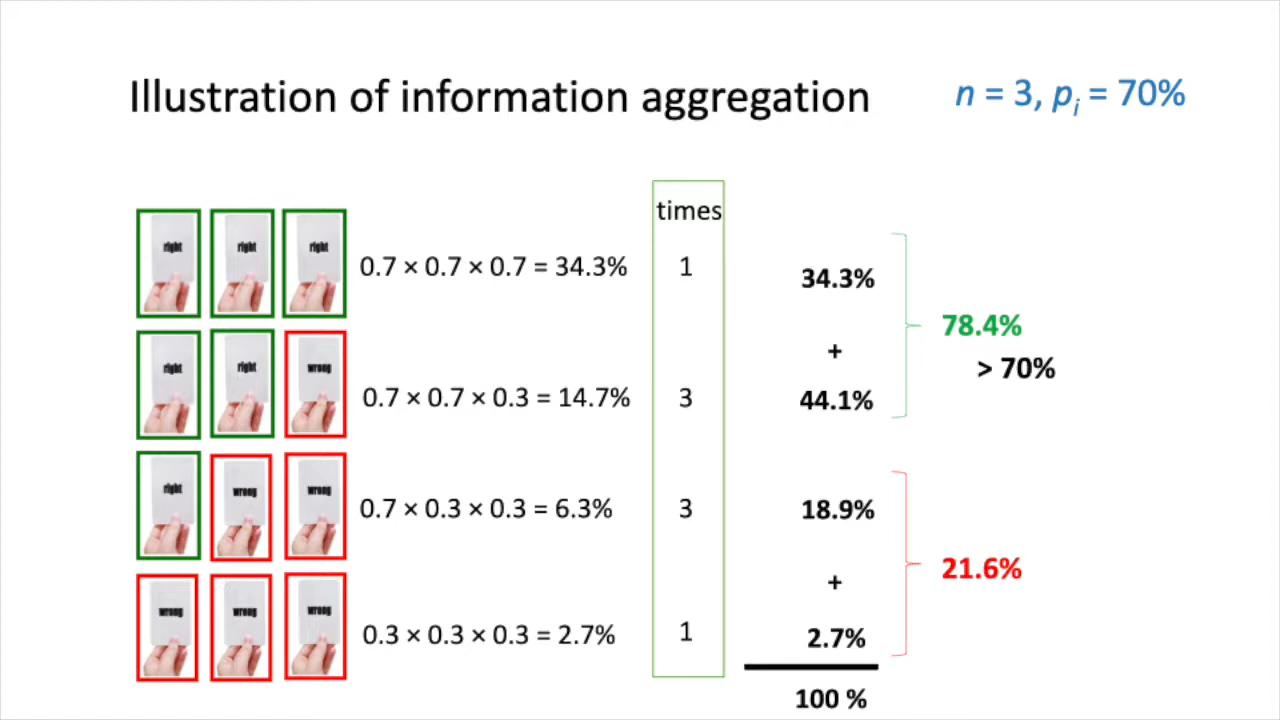 Illustration of information aggregation
n = 3, pi = 70%
times
right right right
0.7 × 0.7 × 0.7 = 34.3%
1
34.3%
78.4%
+
> 70%
right right wrong
0.7 × 0.7 × 0.3 = 14.7%
3
44.1%
right wrong wrong
0.7 × 0.3 × 0.3 = 6.3%
3
18.9%
21.6%
+
wrong wrong wrong
0.3 × 0.3 × 0.3 = 2.7%
1
2.7%
100 %